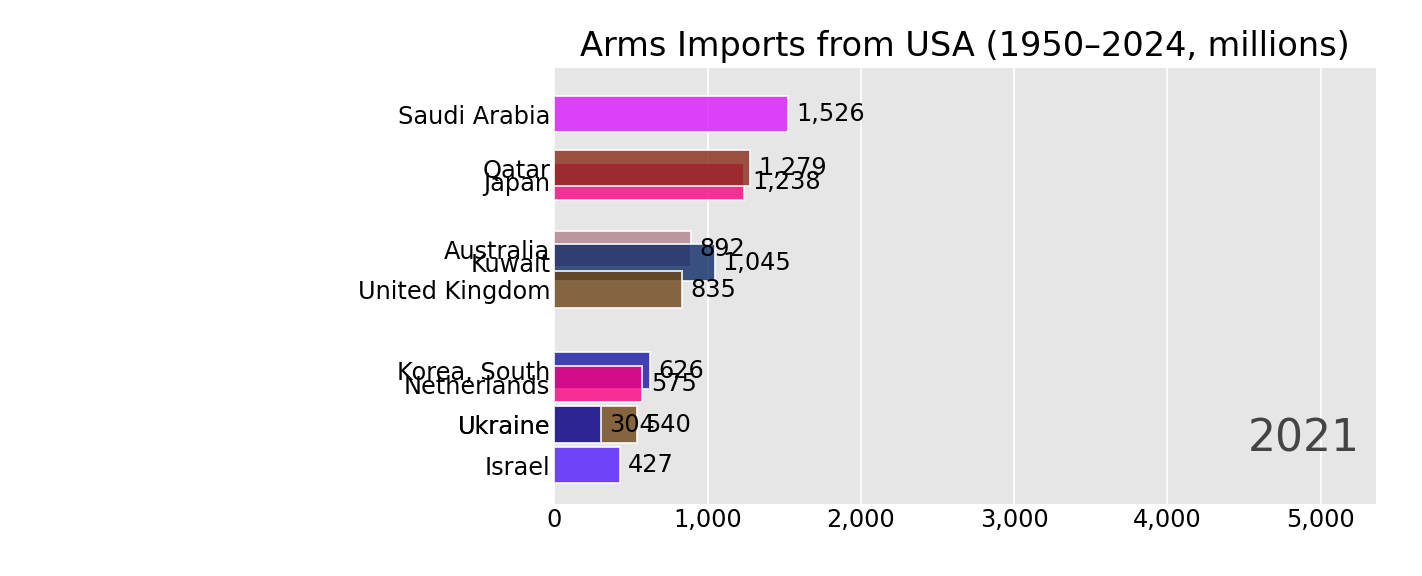 Arms Imports from USA (1950–2024, millions)
Saudi Arabia 1,526
Qatar 1,279
Japan 1,238
Australia 892
Kuwait 1,045
United Kingdom 835
Korea, South 626
Netherlands 575
Ukraine 304 540
Israel 427
2021
0 1,000 2,000 3,000 4,000 5,000